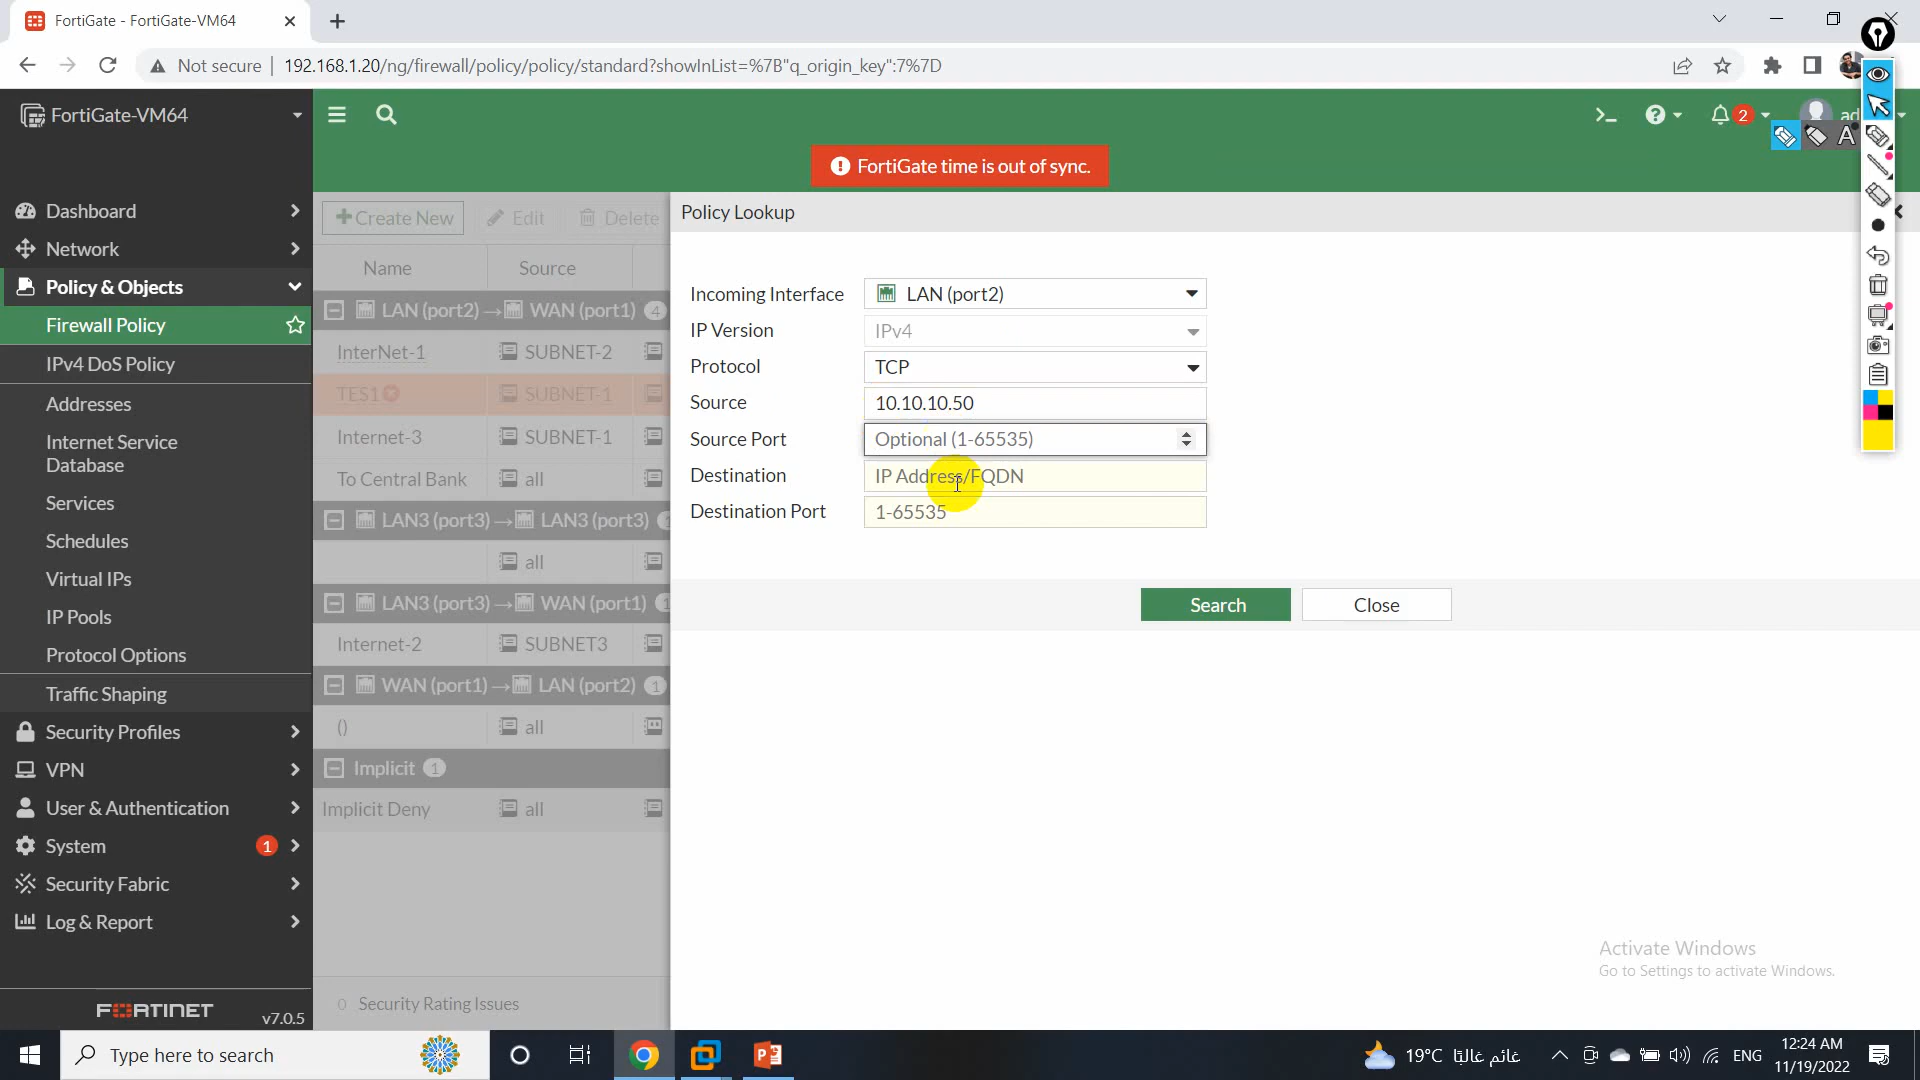 FortiGate - FortiGate-VM64
Not secure
192.168.1.20/ng/firewall/policy/policy/standard?showInList=%7B"q_origin_key":7%7D
FortiGate-VM64
2
ad
A
FortiGate time is out of sync.
Dashboard
Network
Policy & Objects
Firewall Policy
IPv4 DoS Policy
Addresses
Internet Service
Database
Services
Schedules
Virtual IPs
IP Pools
Protocol Options
Traffic Shaping
Security Profiles
VPN
User & Authentication
System
1
Security Fabric
Log & Report
FORTINET
v7.0.5
+Create New
Edit
Delete
Name
Source
LAN (port2) → WAN (port1) 4
InterNet-1
SUBNET-2
TES1
SUBNET-1
Internet-3
SUBNET-1
To Central Bank
all
LAN3 (port3) → LAN3 (port3)
all
LAN3 (port3) → WAN (port1)
Internet-2
SUBNET3
WAN (port1) → LAN (port2) 1
()
all
Implicit 1
Implicit Deny
all
0 Security Rating Issues
Policy Lookup
Incoming Interface
LAN (port2)
IP Version
IPv4
Protocol
TCP
Source
10.10.10.50
Source Port
Optional (1-65535)
Destination
IP Address/FQDN
Destination Port
1-65535
Search
Close
Activate Windows
Go to Settings to activate Windows.
Type here to search
19°C
غائم غالبًا
ENG
12:24 AM
11/19/2022